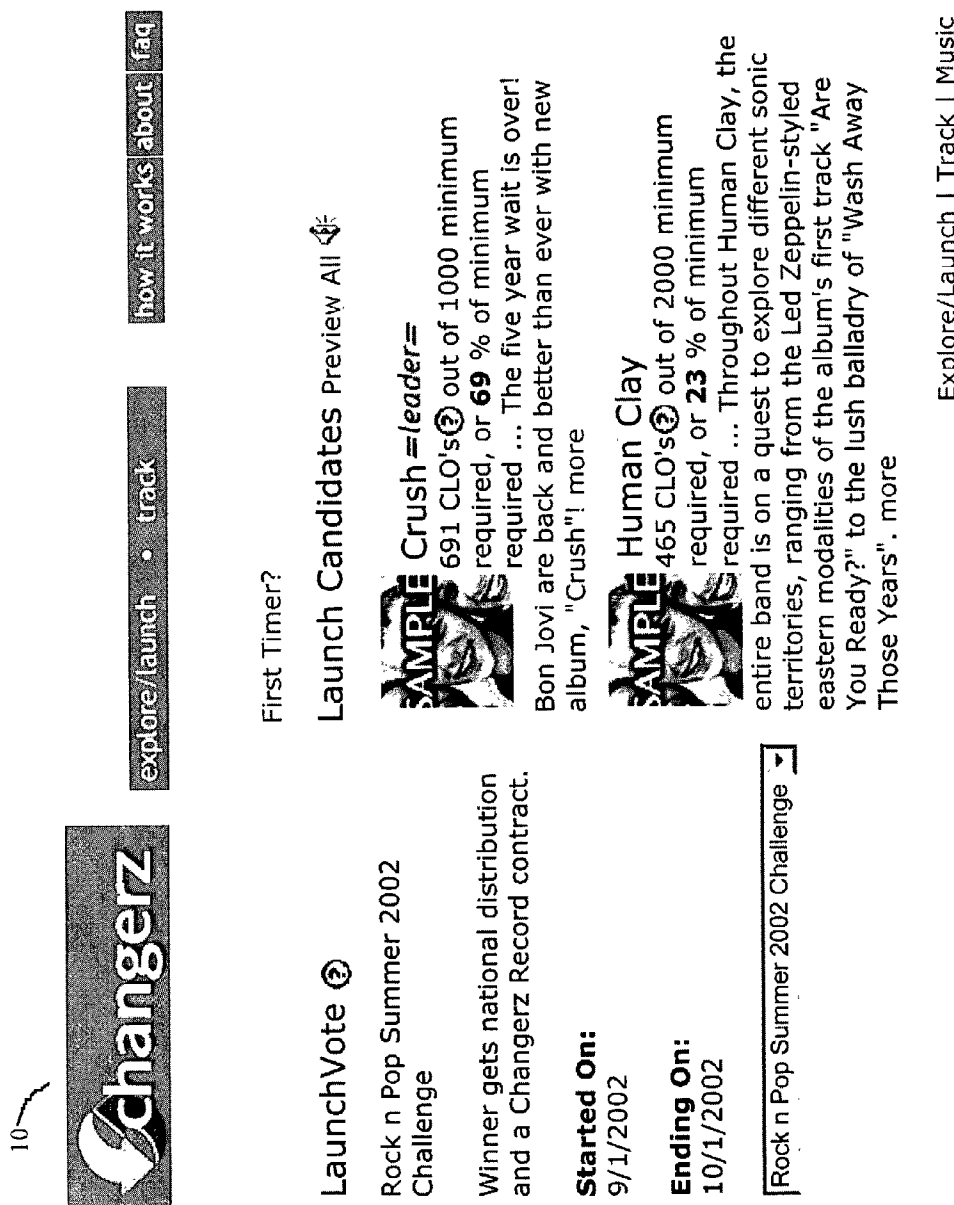 10
changerz
explore/launch • track
how it works about faq
LaunchVote ?
Rock n Pop Summer 2002
Challenge
Winner gets national distribution
and a Changerz Record contract.
Started On:
9/1/2002
Ending On:
10/1/2002
Rock n Pop Summer 2002 Challenge
First Timer?
Launch Candidates Preview All
SAMPLE
Crush =leader=
691 CLO's? out of 1000 minimum
required, or 69 % of minimum
required ... The five year wait is over!
Bon Jovi are back and better than ever with new
album, "Crush"! more
SAMPLE
Human Clay
465 CLO's? out of 2000 minimum
required, or 23 % of minimum
required ... Throughout Human Clay, the
entire band is on a quest to explore different sonic
territories, ranging from the Led Zeppelin-styled
eastern modalities of the album's first track "Are
You Ready?" to the lush balladry of "Wash Away
Those Years". more
Explore/Launch | Track | Music